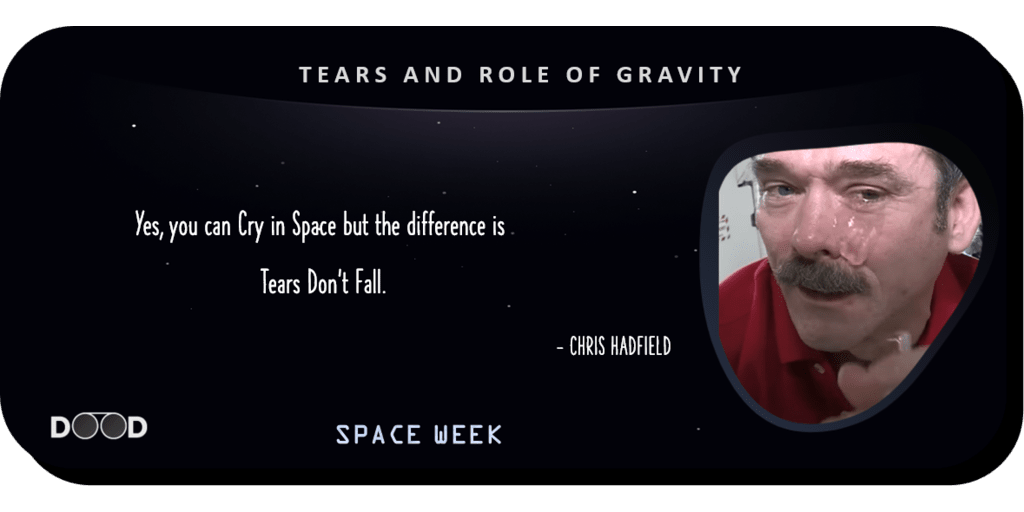 TEARS AND ROLE OF GRAVITY
Yes, you can Cry in Space but the difference is
Tears Don't Fall.
- CHRIS HADFIELD
DOOD
SPACE WEEK